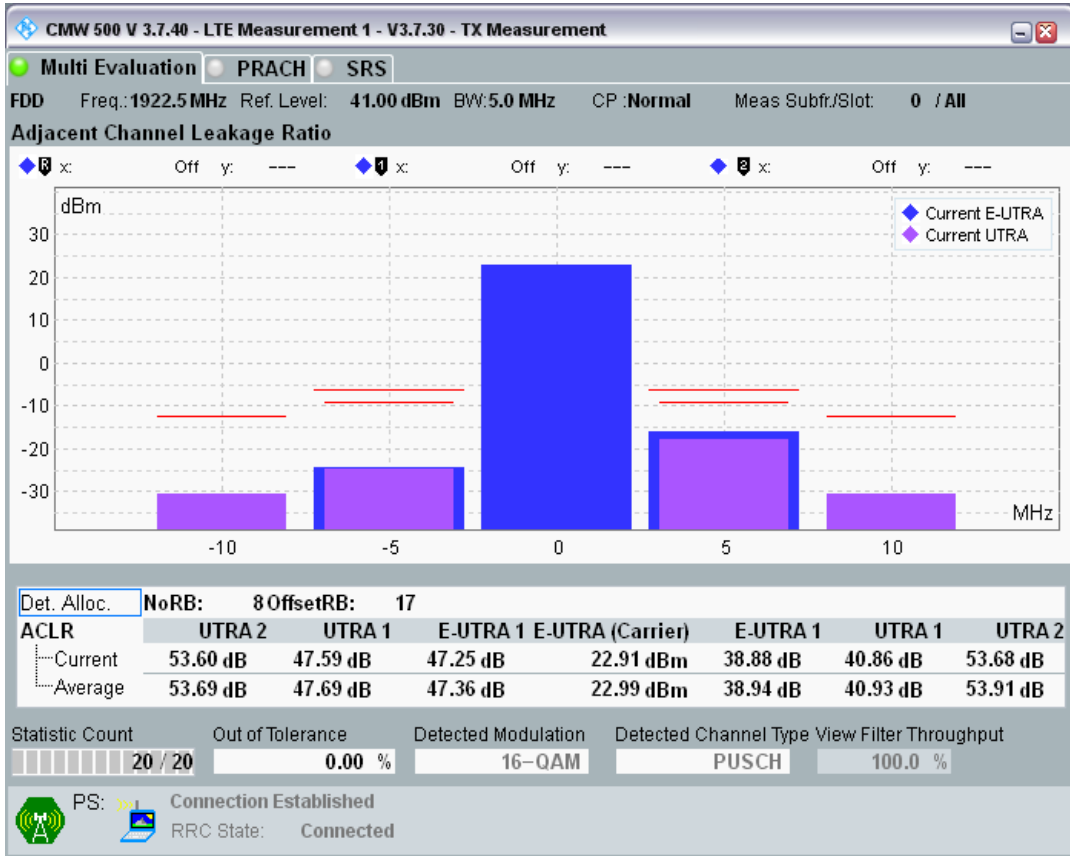 CMW 500 V 3.7.40 - LTE Measurement 1 - V3.7.30 - TX Measurement
Multi Evaluation PRACH SRS
FDD Freq.:1922.5 MHz Ref. Level: 41.00 dBm BW:5.0 MHz CP :Normal Meas Subfr./Slot: 0 / All
Adjacent Channel Leakage Ratio
R x: Off y: --- 1 x: Off y: --- 2 x: Off y: ---
dBm
Current E-UTRA
Current UTRA
30
20
10
0
-10
-20
-30
MHz
-10 -5 0 5 10
Det. Alloc. NoRB: 8 OffsetRB: 17
ACLR UTRA 2 UTRA 1 E-UTRA 1 E-UTRA (Carrier) E-UTRA 1 UTRA 1 UTRA 2
Current 53.60 dB 47.59 dB 47.25 dB 22.91 dBm 38.88 dB 40.86 dB 53.68 dB
Average 53.69 dB 47.69 dB 47.36 dB 22.99 dBm 38.94 dB 40.93 dB 53.91 dB
Statistic Count Out of Tolerance Detected Modulation Detected Channel Type View Filter Throughput
20 / 20 0.00 % 16-QAM PUSCH 100.0 %
PS: Connection Established
RRC State: Connected